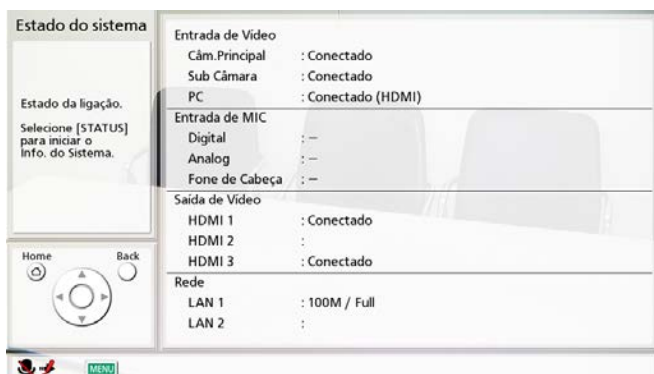 Estado do sistema
Estado da ligação.
Selecione [STATUS]
para iniciar o
Info. do Sistema.
Home Back
Entrada de Vídeo
Câm.Principal : Conectado
Sub Câmara : Conectado
PC : Conectado (HDMI)
Entrada de MIC
Digital : –
Analog : –
Fone de Cabeça : –
Saída de Vídeo
HDMI 1 : Conectado
HDMI 2 :
HDMI 3 : Conectado
Rede
LAN 1 : 100M / Full
LAN 2 :
MENU